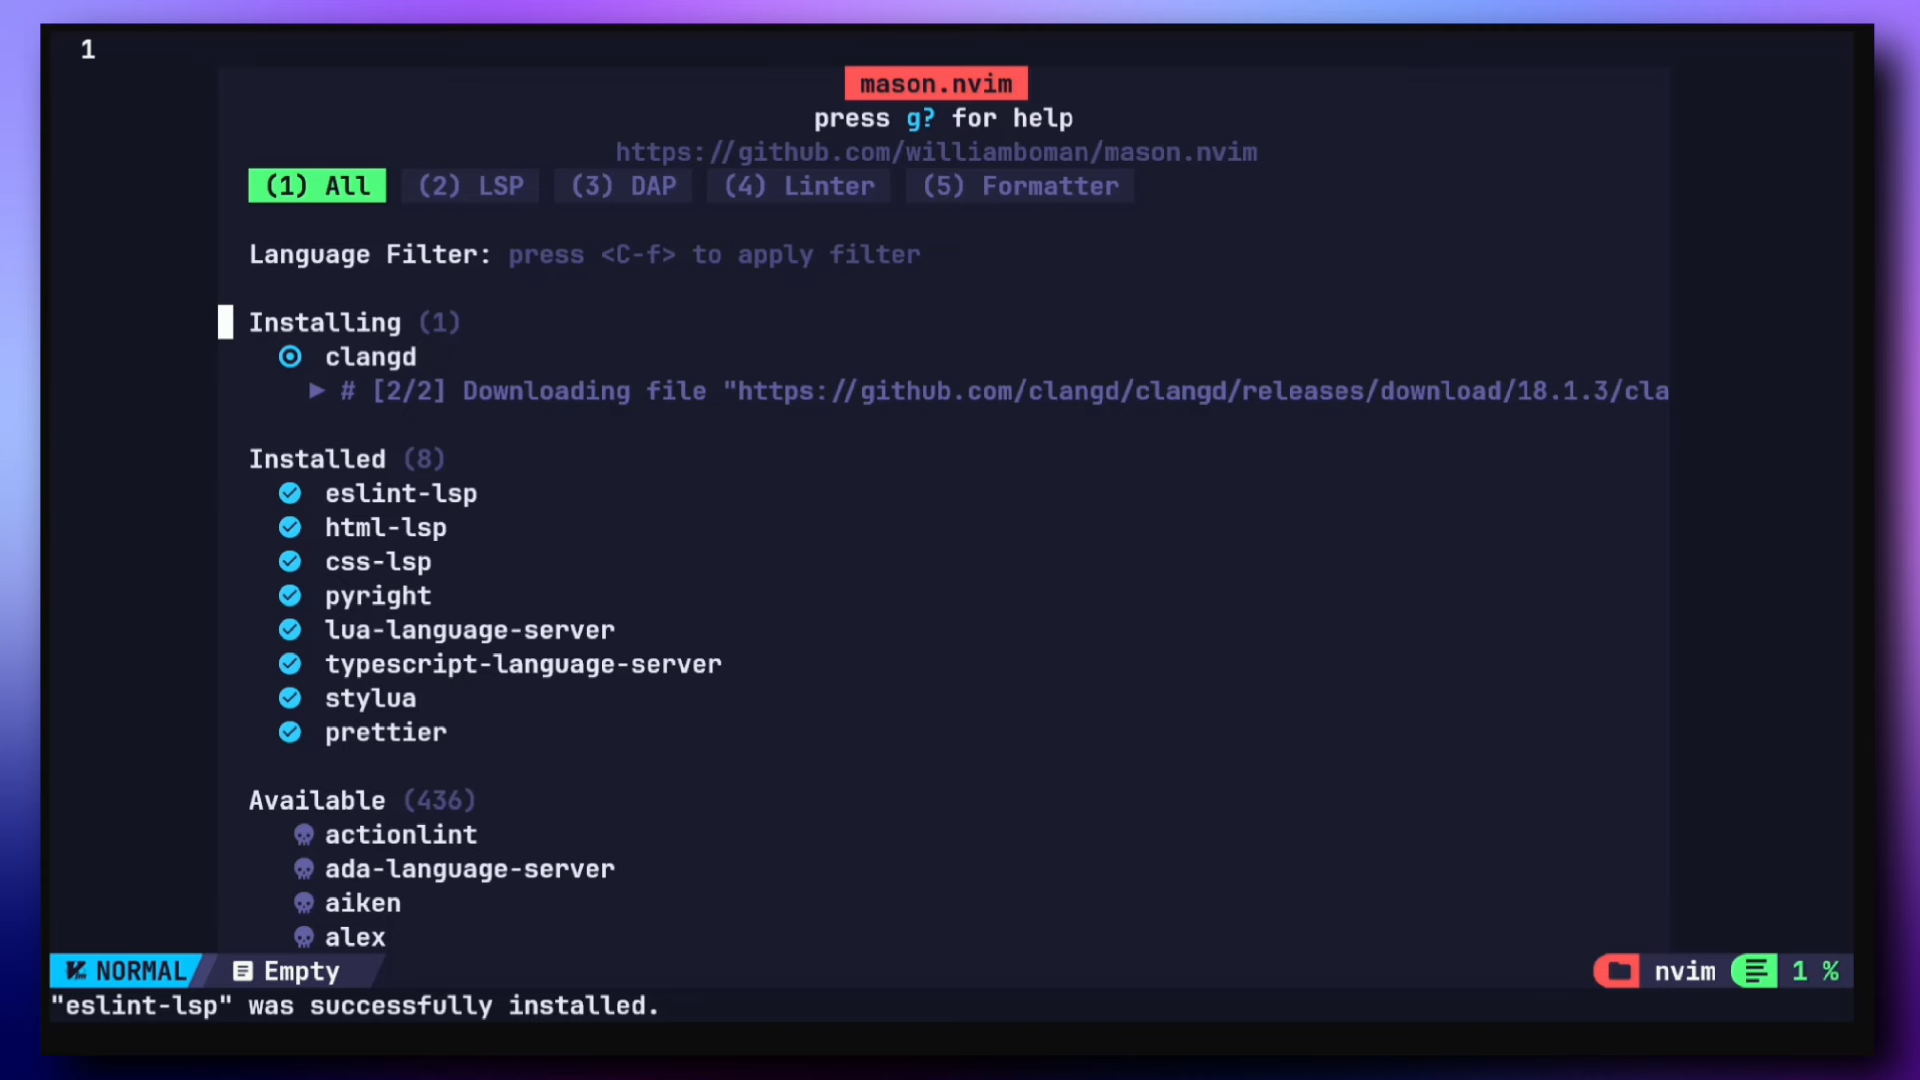 1
mason.nvim
press g? for help
https://github.com/williamboman/mason.nvim
(1) All (2) LSP (3) DAP (4) Linter (5) Formatter
Language Filter: press <C-f> to apply filter
Installing (1)
clangd
▶ # [2/2] Downloading file "https://github.com/clangd/clangd/releases/download/18.1.3/cla
Installed (8)
eslint-lsp
html-lsp
css-lsp
pyright
lua-language-server
typescript-language-server
stylua
prettier
Available (436)
actionlint
ada-language-server
aiken
alex
NORMAL Empty nvim 1 %
"eslint-lsp" was successfully installed.